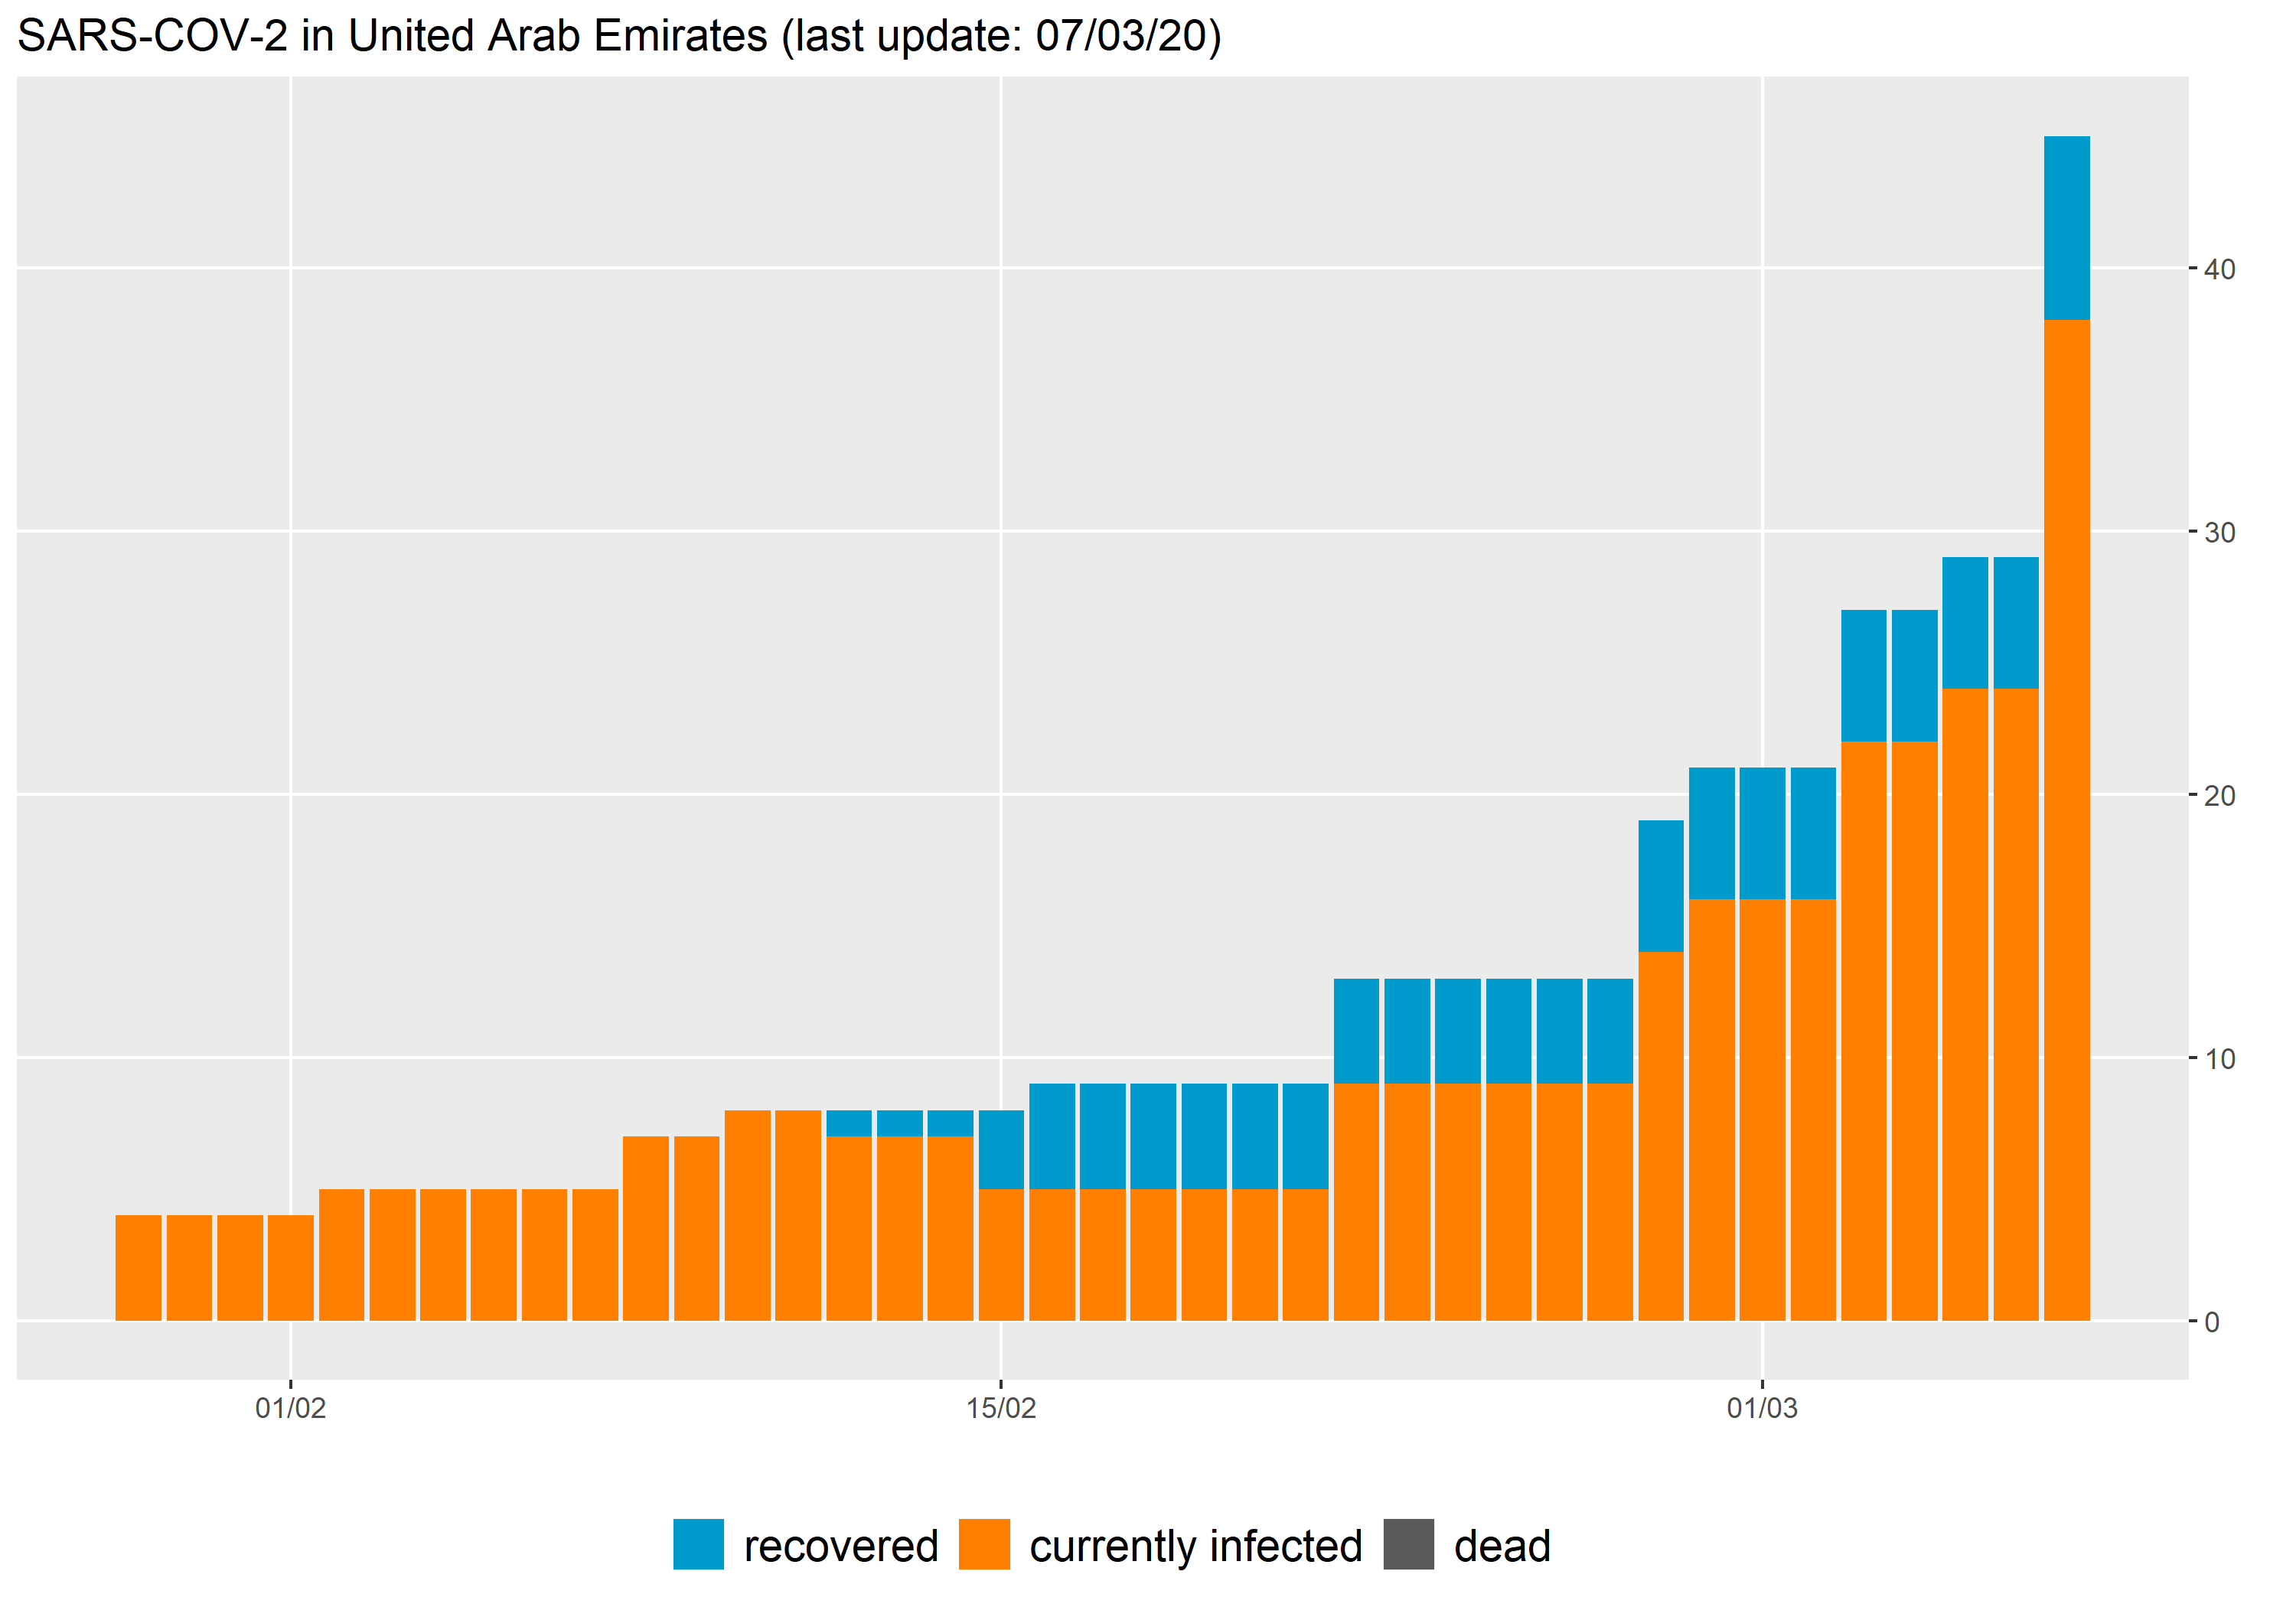 SARS-COV-2 in United Arab Emirates (last update: 07/03/20)
40
30
20
10
0
01/02 15/02 01/03
recovered currently infected dead